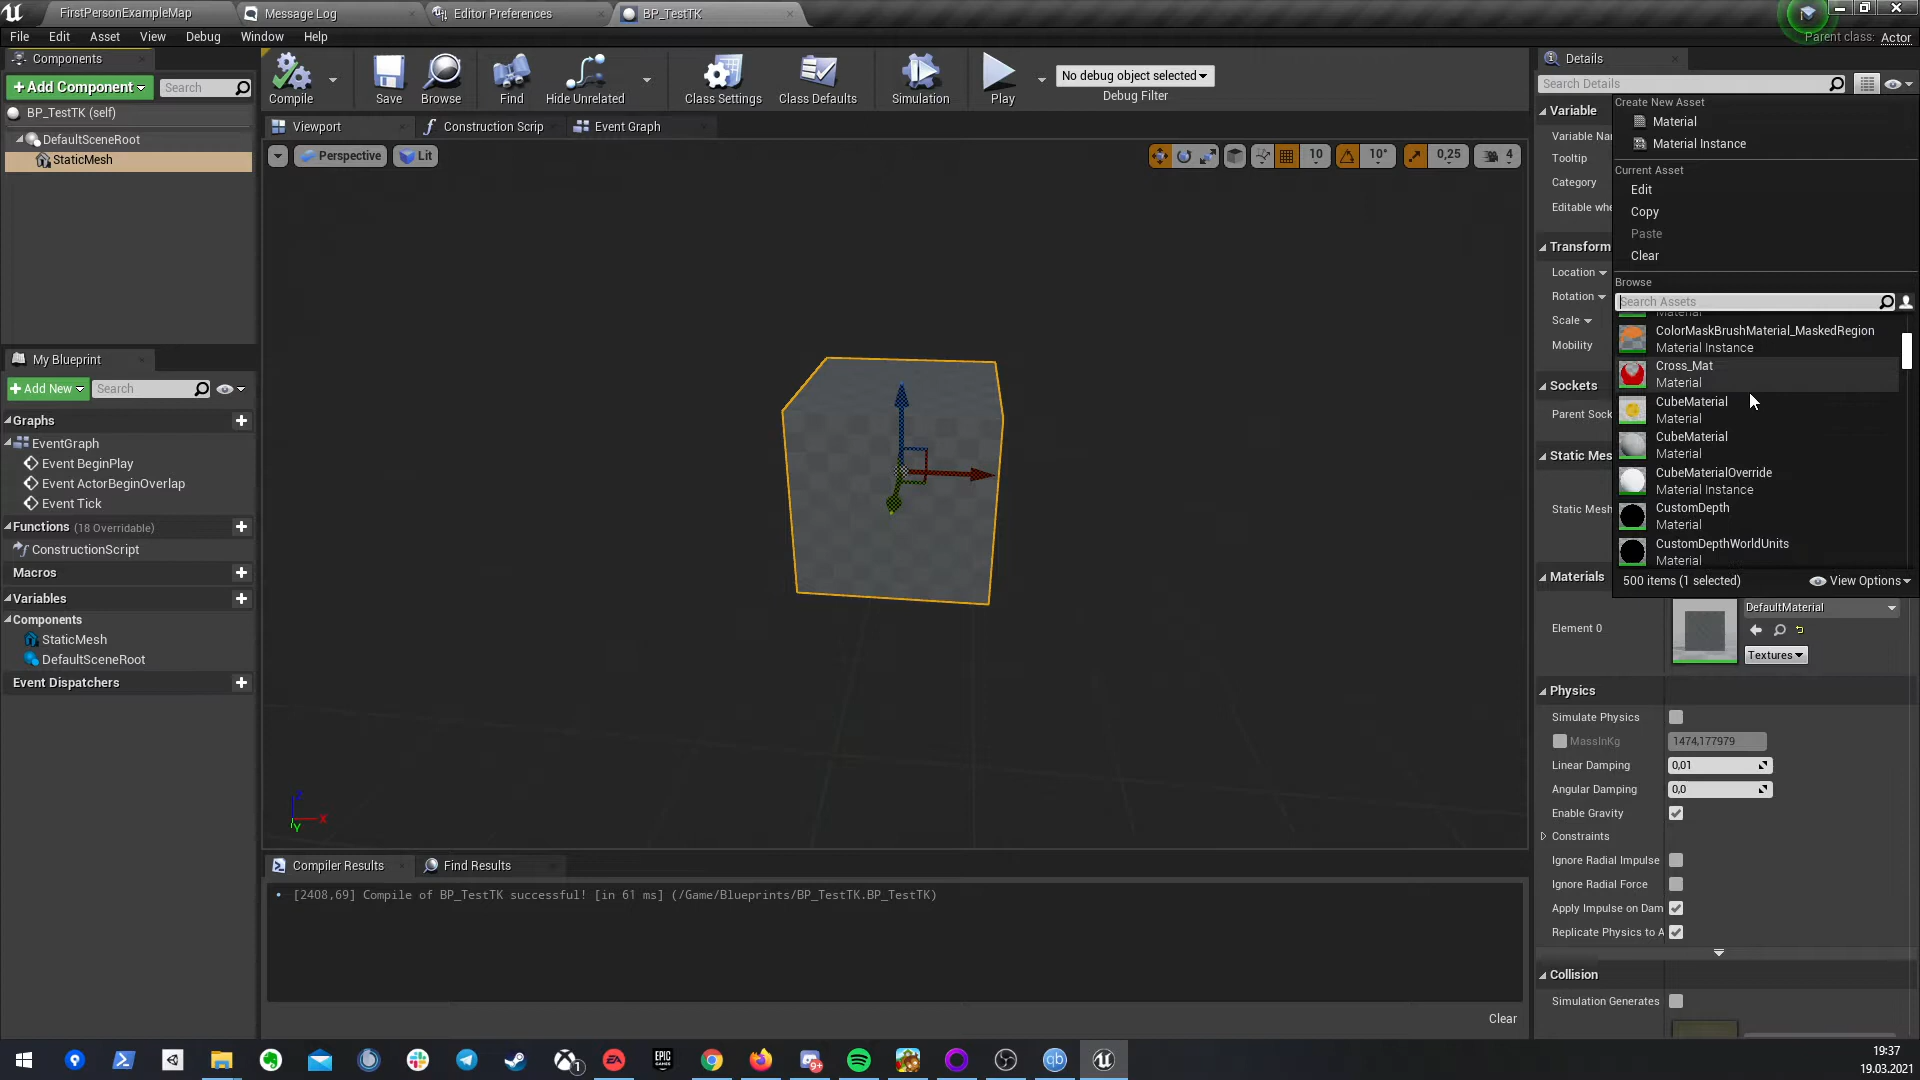 FirstPersonExampleMap
Message Log
Editor Preferences
BP_TestTK
File Edit Asset View Debug Window Help
Parent class: Actor
Components
+Add Component
Search
BP_TestTK (self)
DefaultSceneRoot
StaticMesh
Compile
Save
Browse
Find
Hide Unrelated
Class Settings
Class Defaults
Simulation
Play
No debug object selected
Debug Filter
Viewport
Construction Scrip
Event Graph
Perspective
Lit
10
10°
0,25
4
My Blueprint
+Add New
Search
Graphs
EventGraph
Event BeginPlay
Event ActorBeginOverlap
Event Tick
Functions (18 Overridable)
ConstructionScript
Macros
Variables
Components
StaticMesh
DefaultSceneRoot
Event Dispatchers
Z
X
Y
Compiler Results
Find Results
[2408,69] Compile of BP_TestTK successful! [in 61 ms] (/Game/Blueprints/BP_TestTK.BP_TestTK)
Clear
Details
Search Details
Variable
Variable Na
Tooltip
Category
Editable whe
Transform
Location
Rotation
Scale
Mobility
Sockets
Parent Sock
Static Mes
Static Mesh
Create New Asset
Material
Material Instance
Current Asset
Edit
Copy
Paste
Clear
Browse
Search Assets
Material
ColorMaskBrushMaterial_MaskedRegion
Material Instance
Cross_Mat
Material
CubeMaterial
Material
CubeMaterial
Material
CubeMaterialOverride
Material Instance
CustomDepth
Material
CustomDepthWorldUnits
Material
500 items (1 selected)
View Options
Materials
Element 0
DefaultMaterial
Textures
Physics
Simulate Physics
MassInKg
1474,177979
Linear Damping
0,01
Angular Damping
0,0
Enable Gravity
Constraints
Ignore Radial Impulse
Ignore Radial Force
Apply Impulse on Dam
Replicate Physics to A
Collision
Simulation Generates
EA
EPIC GAMES
1
9+
qb
19:37
19.03.2021